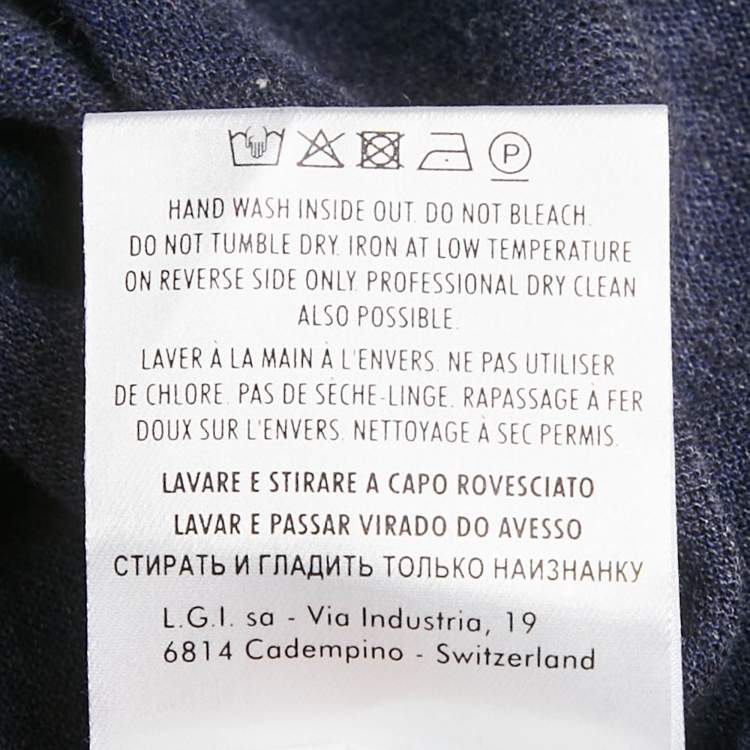 P
HAND WASH INSIDE OUT. DO NOT BLEACH.
DO NOT TUMBLE DRY. IRON AT LOW TEMPERATURE
ON REVERSE SIDE ONLY. PROFESSIONAL DRY CLEAN
ALSO POSSIBLE.
LAVER À LA MAIN À L'ENVERS. NE PAS UTILISER
DE CHLORE. PAS DE SÈCHE-LINGE. RAPASSAGE À FER
DOUX SUR L'ENVERS. NETTOYAGE À SEC PERMIS.
LAVARE E STIRARE A CAPO ROVESCIATO
LAVAR E PASSAR VIRADO DO AVESSO
СТИРАТЬ И ГЛАДИТЬ ТОЛЬКО НАИЗНАНКУ
L.G.I. sa - Via Industria, 19
6814 Cadempino - Switzerland